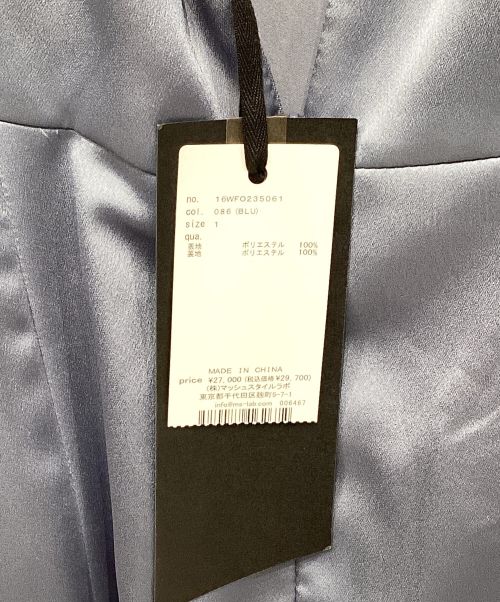 no. 16WFO235061
col. 086 (BLU)
size 1
qua.
表地 ポリエステル 100%
裏地 ポリエステル 100%
MADE IN CHINA
price ¥27,000 (税込価格¥29,700)
(株)マッシュスタイルラボ
東京都千代田区麹町5-7-1
info@ms-lab.com 006467